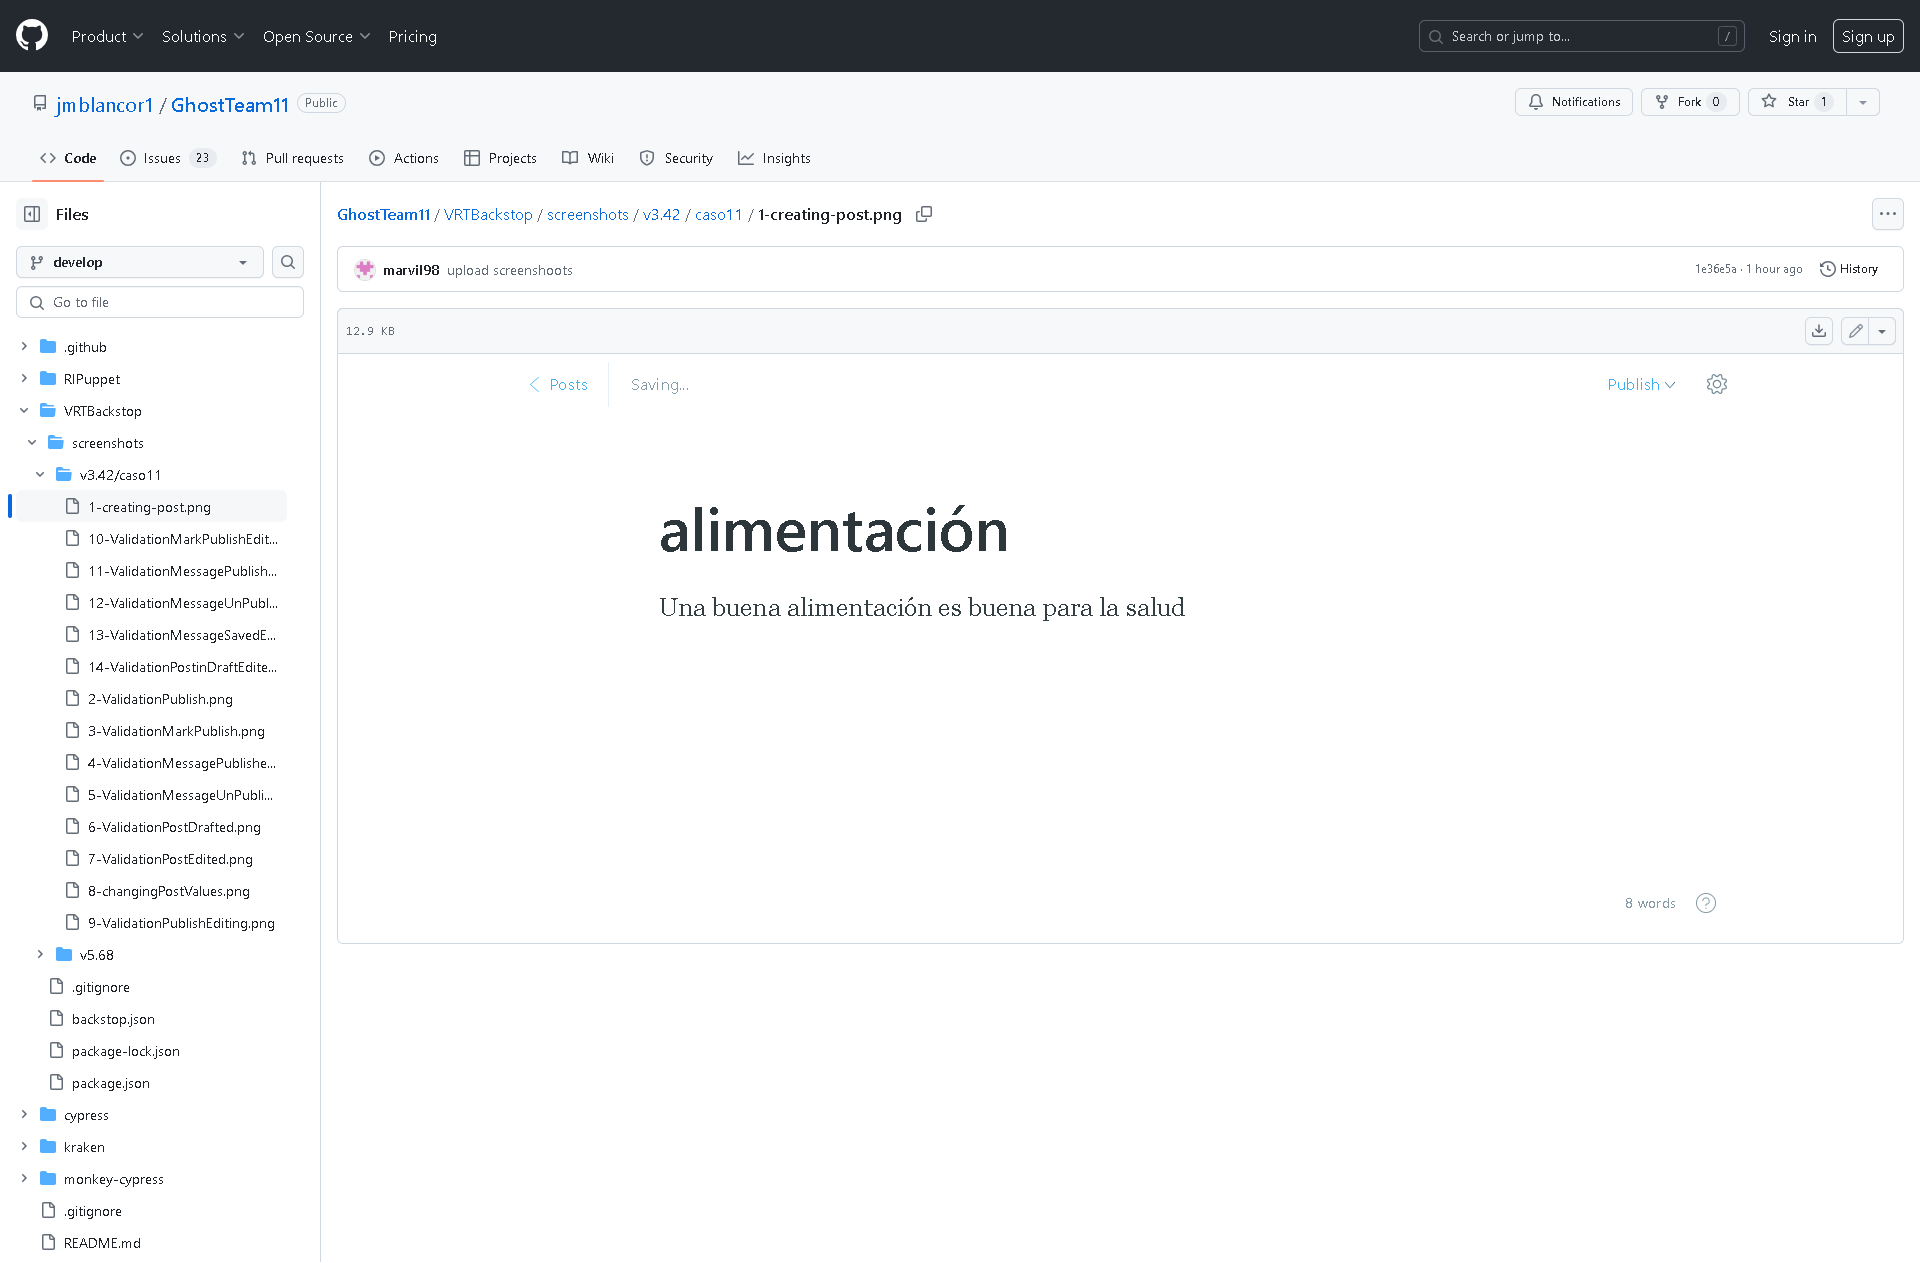 Product Solutions Open Source Pricing Search or jump to... / Sign in Sign up
jmblancor1 / GhostTeam11 Public Notifications Fork 0 Star 1
Code Issues 23 Pull requests Actions Projects Wiki Security Insights
Files
develop
Go to file
.github
RIPuppet
VRTBackstop
screenshots
v3.42/caso11
1-creating-post.png
10-ValidationMarkPublishEdit...
11-ValidationMessagePublish...
12-ValidationMessageUnPubl...
13-ValidationMessageSavedE...
14-ValidationPostinDraftEdite...
2-ValidationPublish.png
3-ValidationMarkPublish.png
4-ValidationMessagePublishe...
5-ValidationMessageUnPubli...
6-ValidationPostDrafted.png
7-ValidationPostEdited.png
8-changingPostValues.png
9-ValidationPublishEditing.png
v5.68
.gitignore
backstop.json
package-lock.json
package.json
cypress
kraken
monkey-cypress
.gitignore
README.md
GhostTeam11 / VRTBackstop / screenshots / v3.42 / caso11 / 1-creating-post.png
marvil98 upload screenshoots 1e36e5a · 1 hour ago History
12.9 KB
Posts Saving... Publish
alimentación
Una buena alimentación es buena para la salud
8 words ?